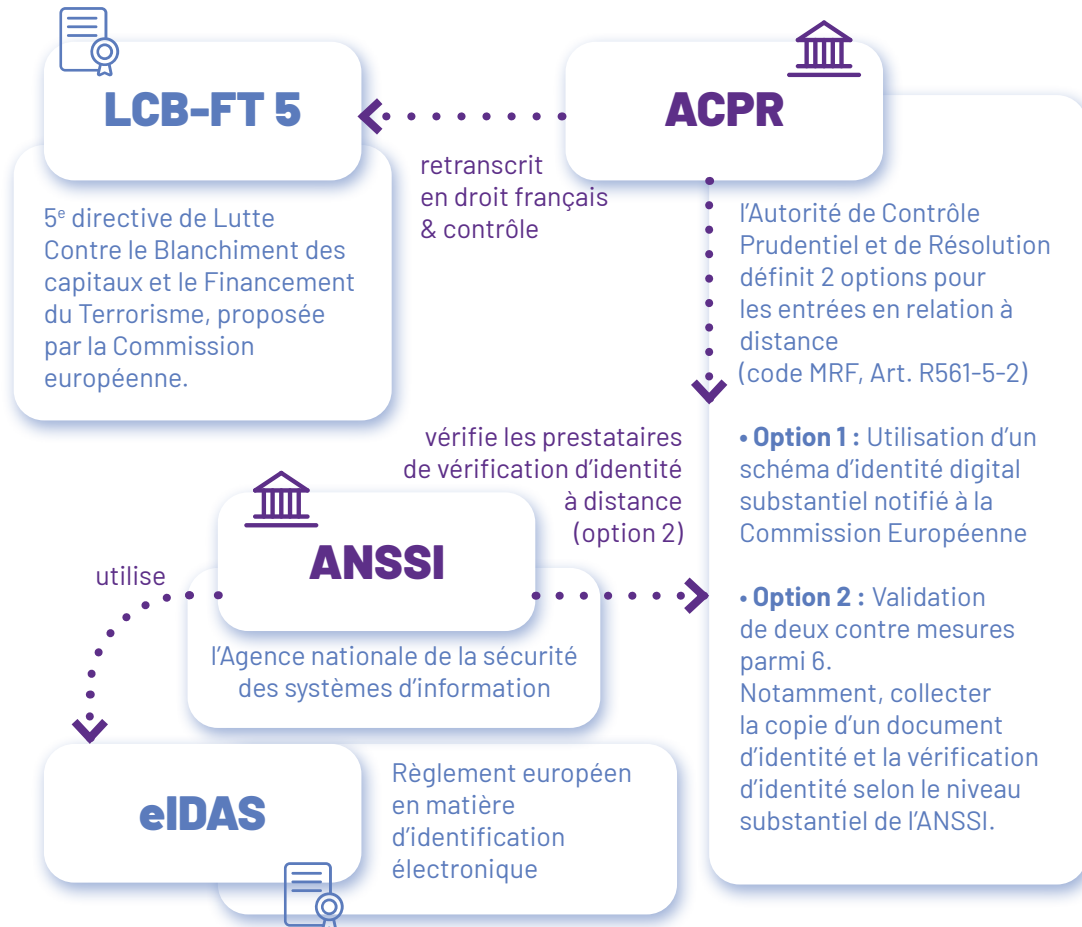 LCB-FT 5
5e directive de Lutte
Contre le Blanchiment des
capitaux et le Financement
du Terrorisme, proposée
par la Commission
européenne.
retranscrit
en droit français
& contrôle
ACPR
l'Autorité de Contrôle
Prudentiel et de Résolution
définit 2 options pour
les entrées en relation à
distance
(code MRF, Art. R561-5-2)
• Option 1 : Utilisation d'un
schéma d'identité digital
substantiel notifié à la
Commission Européenne
• Option 2 : Validation
de deux contre mesures
parmi 6.
Notamment, collecter
la copie d'un document
d'identité et la vérification
d'identité selon le niveau
substantiel de l'ANSSI.
vérifie les prestataires
de vérification d'identité
à distance
(option 2)
ANSSI
l'Agence nationale de la sécurité
des systèmes d'information
utilise
eIDAS
Règlement européen
en matière
d'identification
électronique